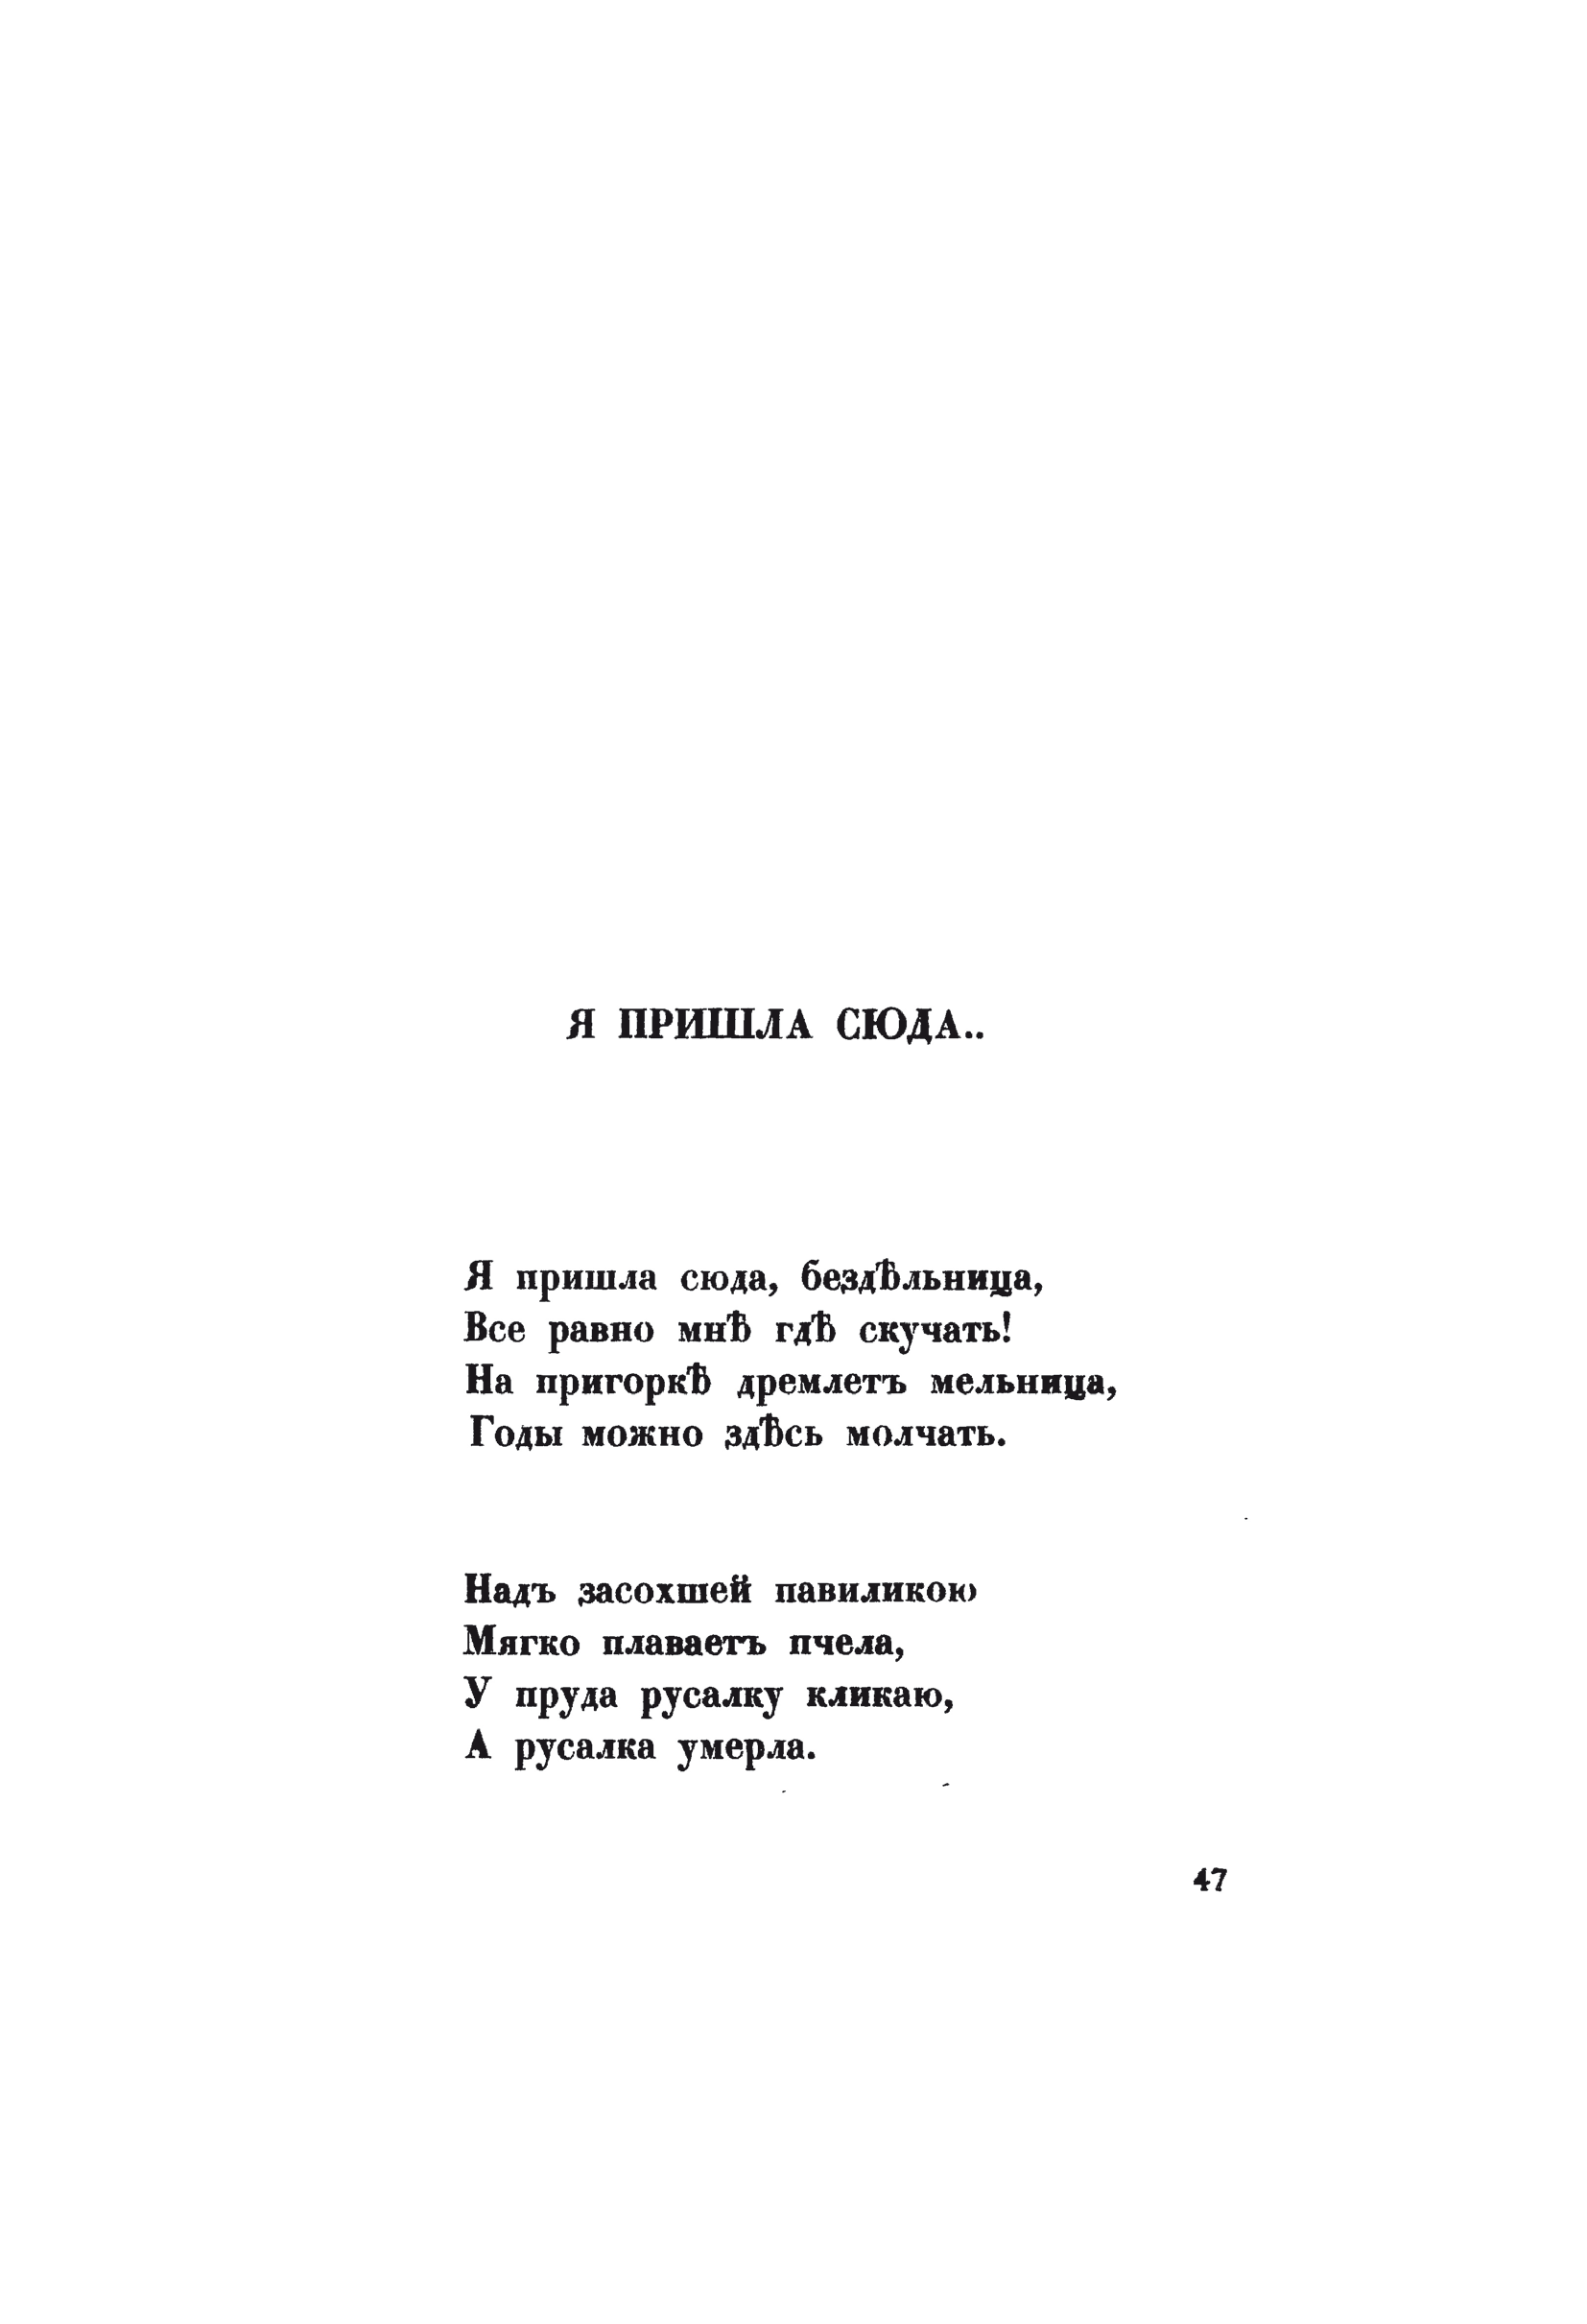 Я ПРИШЛА СЮДА..
Я пришла сюда, бездѣльница,
Все равно мнѣ гдѣ скучать!
На пригоркѣ дремлетъ мельница,
Годы можно здѣсь молчать.
Надъ засохшей павиликою
Мягко плаваетъ пчела,
У пруда русалку кликаю,
А русалка умерла.
47